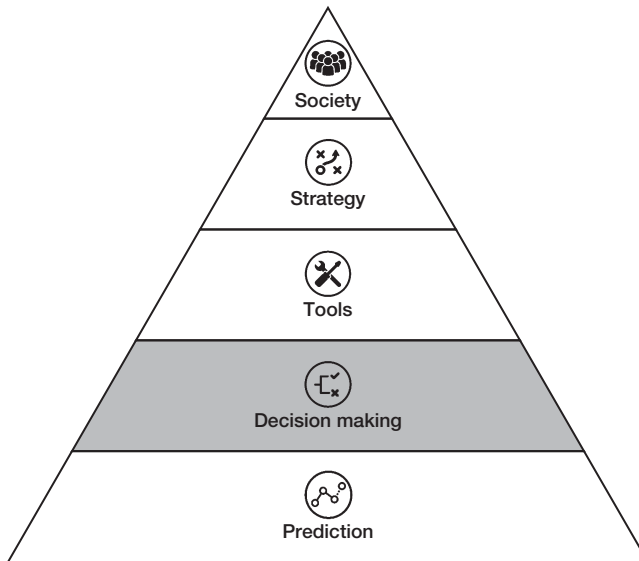 Society
Strategy
Tools
Decision making
Prediction